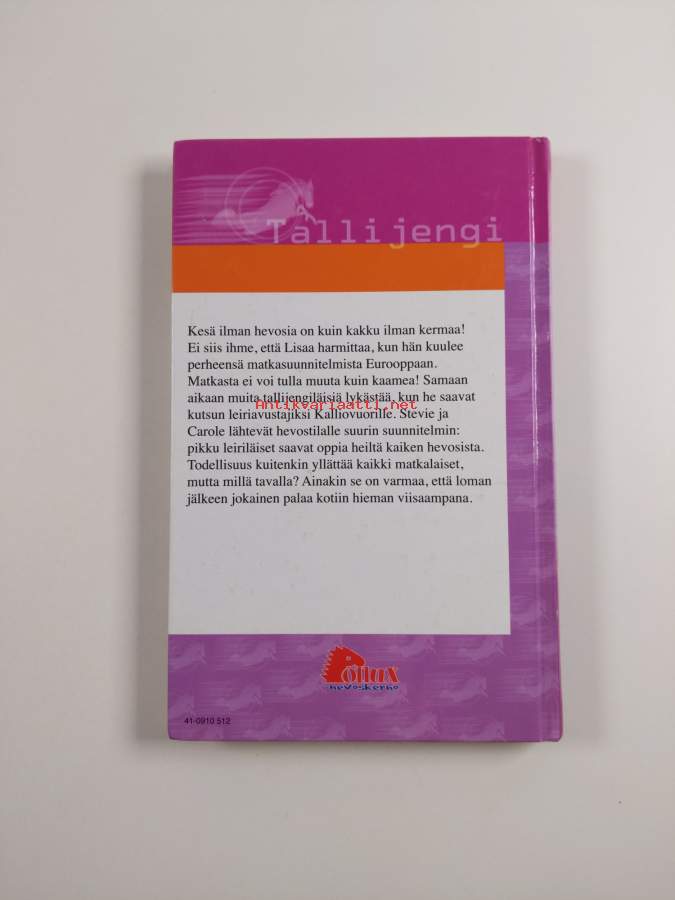 Tallijengi
Kesä ilman hevosia on kuin kakku ilman kermaa!
Ei siis ihme, että Lisaa harmittaa, kun hän kuulee
perheensä matkasuunnitelmista Eurooppaan.
Matkasta ei voi tulla muuta kuin kaamea! Samaan
aikaan muita tallijengiläisiä lykästää, kun he saavat
Antikvariaatti.net
kutsun leiriavustajiksi Kalliovuorille. Stevie ja
Carole lähtevät hevostilalle suurin suunnitelmin:
pikku leiriläiset saavat oppia heiltä kaiken hevosista.
Todellisuus kuitenkin yllättää kaikki matkalaiset,
mutta millä tavalla? Ainakin se on varmaa, että loman
jälkeen jokainen palaa kotiin hieman viisaampana.
Pollux
hevoskerho
41-0910 512